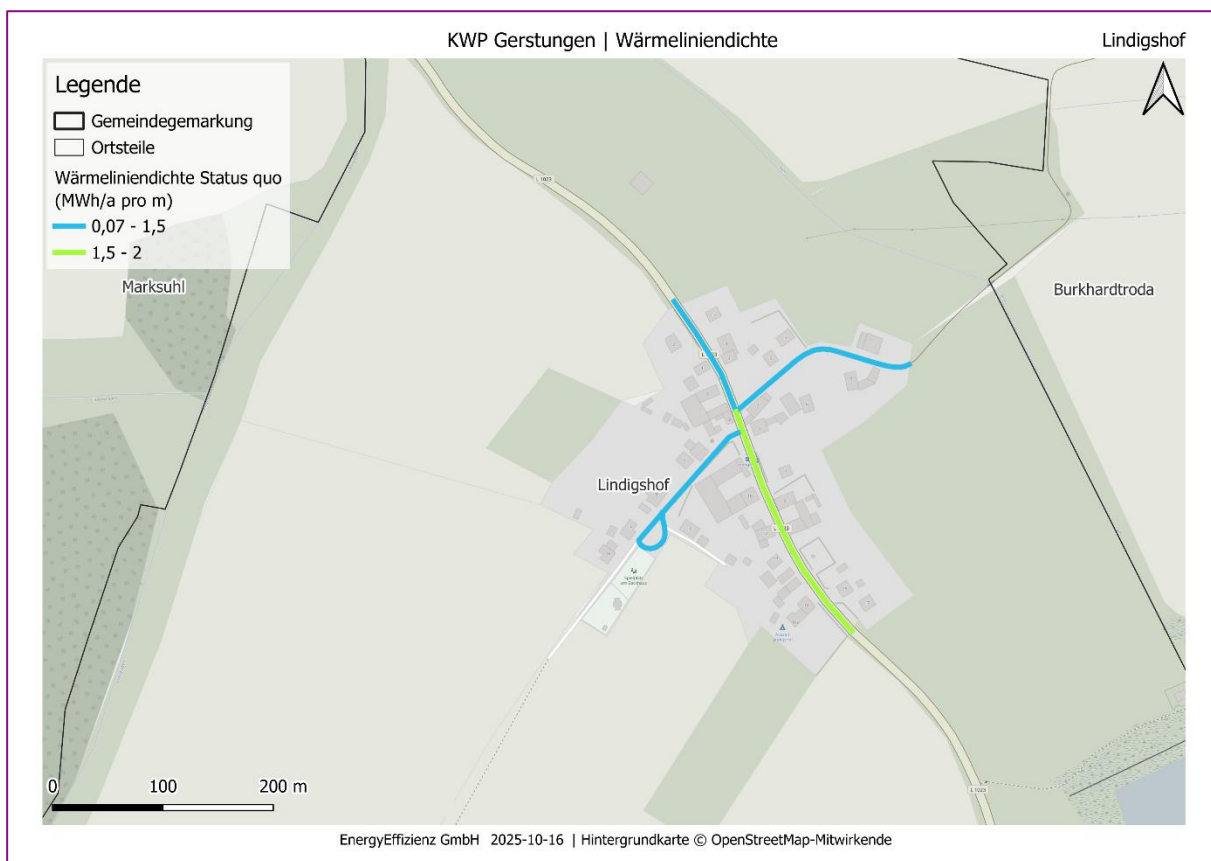 KWP Gerstungen | Wärmeliniendichte
Lindigshof
Legende
Gemeindegemarkung
Ortsteile
Wärmeliniendichte Status quo
(MWh/a pro m)
0,07 - 1,5
1,5 - 2
Marksuhl
Burkhardtroda
Lindigshof
L 1023
0 100 200 m
EnergyEffizienz GmbH 2025-10-16 | Hintergrundkarte © OpenStreetMap-Mitwirkende